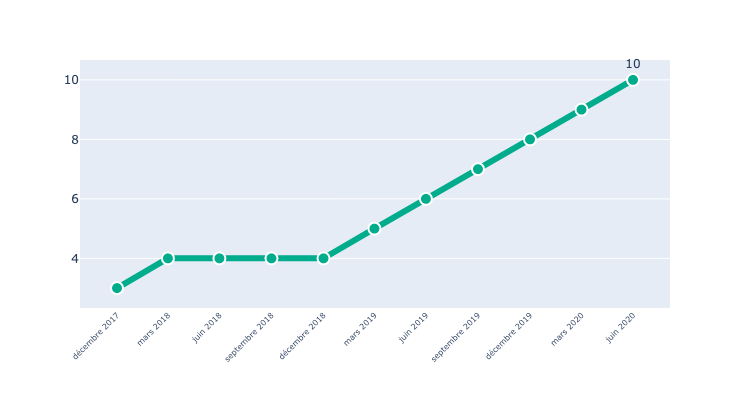 10
10
8
6
4
décembre 2017
mars 2018
juin 2018
septembre 2018
décembre 2018
mars 2019
juin 2019
septembre 2019
décembre 2019
mars 2020
juin 2020